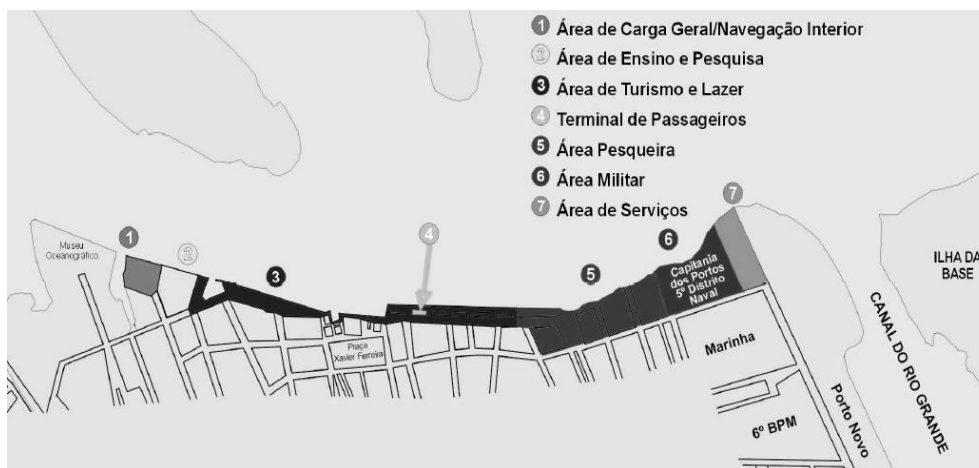 1 Área de Carga Geral/Navegação Interior
2 Área de Ensino e Pesquisa
3 Área de Turismo e Lazer
4 Terminal de Passageiros
5 Área Pesqueira
6 Área Militar
7 Área de Serviços
7
1
2
3
4
5
6
Museu
Oceanográfico
Capitania
dos Portos
5º Distrito
Naval
ILHA DA
BASE
Praça
Xavier Ferreira
Marinha
6º BPM
Porto Novo
CANAL DO RIO GRANDE